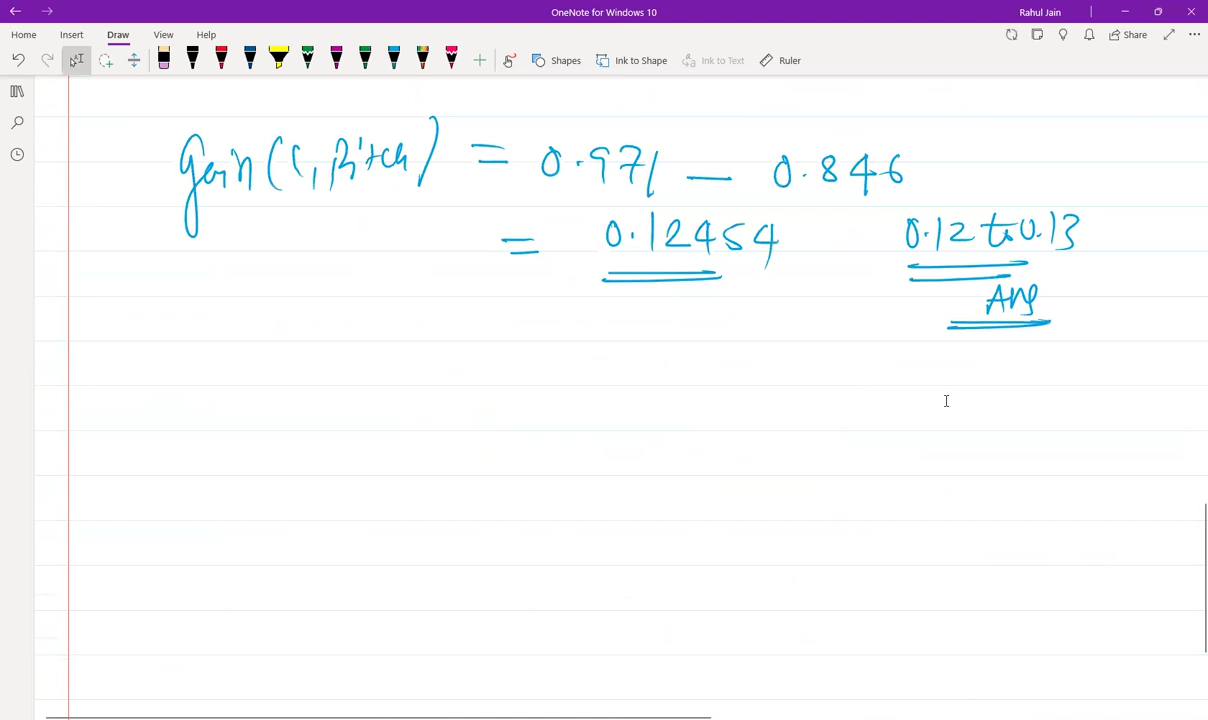 OneNote for Windows 10
Rahul Jain
Home Insert Draw View Help
Share
Shapes Ink to Shape Ink to Text Ruler
Gain(C, Pitch) = 0.971 - 0.846
= 0.12454 0.12 to 0.13
Ans